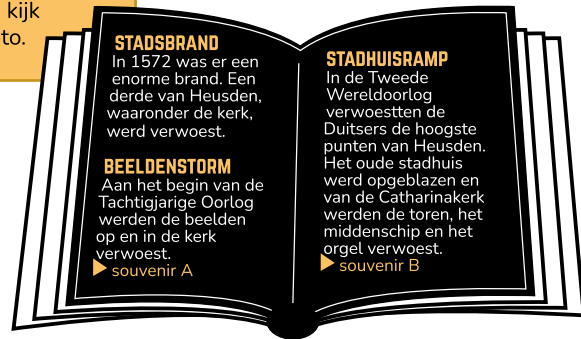 kijk
to.
STADSBRAND
In 1572 was er een
enorme brand. Een
derde van Heusden,
waaronder de kerk,
werd verwoest.
BEELDENSTORM
Aan het begin van de
Tachtigjarige Oorlog
werden de beelden
op en in de kerk
verwoest.
souvenir A
STADHUISRAMP
In de Tweede
Wereldoorlog
verwoestten de
Duitsers de hoogste
punten van Heusden.
Het oude stadhuis
werd opgeblazen en
van de Catharinakerk
werden de toren, het
middenschip en het
orgel verwoest.
souvenir B